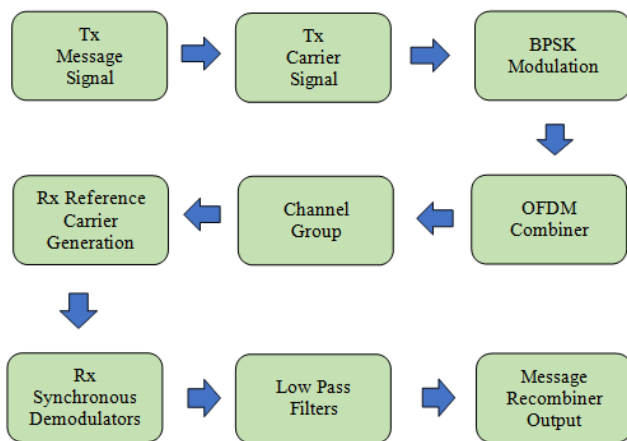 Tx
Message
Signal
Tx
Carrier
Signal
BPSK
Modulation
OFDM
Combiner
Channel
Group
Rx Reference
Carrier
Generation
Rx
Synchronous
Demodulators
Low Pass
Filters
Message
Recombiner
Output